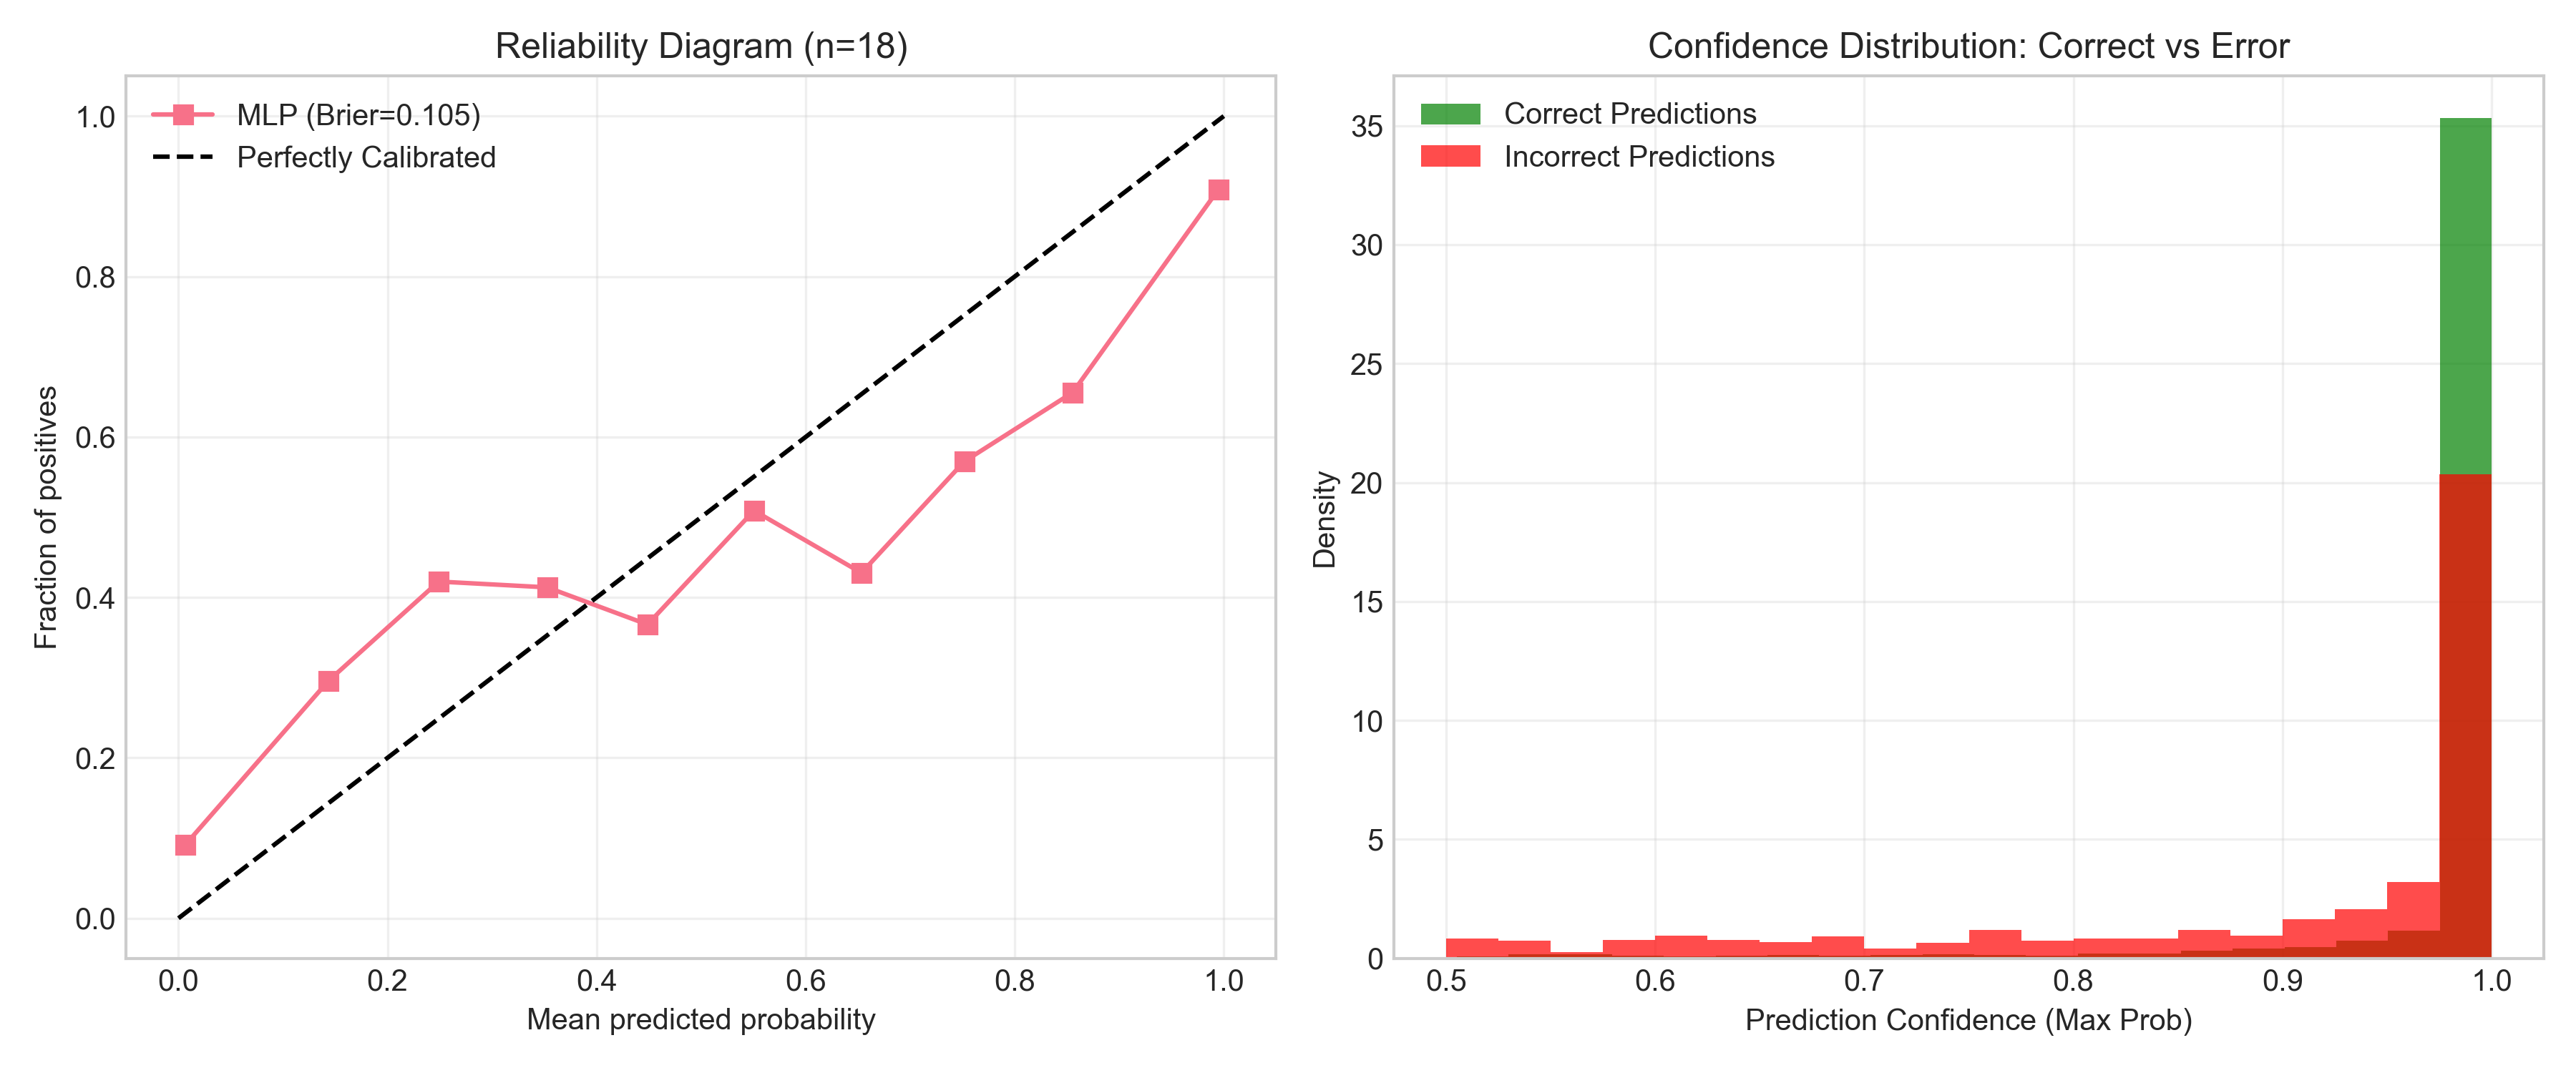 Reliability Diagram (n=18)
MLP (Brier=0.105)
Perfectly Calibrated
Fraction of positives
1.0
0.8
0.6
0.4
0.2
0.0
0.0 0.2 0.4 0.6 0.8 1.0
Mean predicted probability
Confidence Distribution: Correct vs Error
Correct Predictions
Incorrect Predictions
Density
35
30
25
20
15
10
5
0
0.5 0.6 0.7 0.8 0.9 1.0
Prediction Confidence (Max Prob)